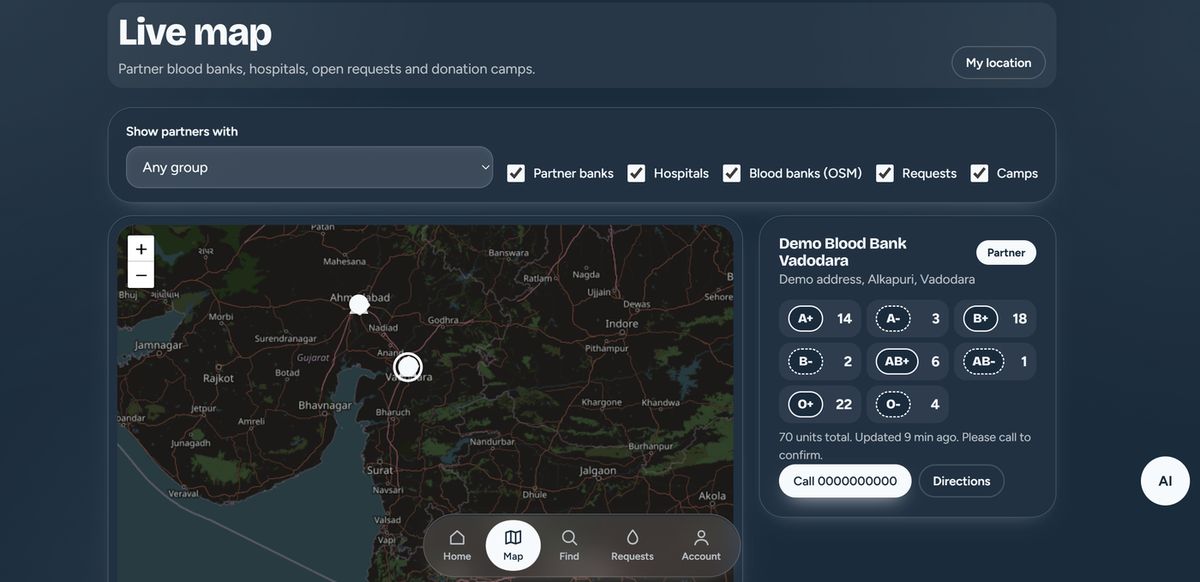 Live map
Partner blood banks, hospitals, open requests and donation camps.
My location
Show partners with
Any group
Partner banks
Hospitals
Blood banks (OSM)
Requests
Camps
+
−
Patan
Mahesana
Banswara
Ratlam
Nagda
Ujjain
Dewas
Sehore
Bhuj
Morbi
Surendranagar
Nadiad
Godhra
Indore
Pithampur
Jamnagar
Gujarat
Anand
Rajkot
Botad
Bhavnagar
Bharuch
Khargone
Khandwa
Jetpur
Amreli
Junagadh
Nandurbar
Burhanpur
Surat
Jalgaon
Veraval
Navsari
Dhule
Akola
Valsad
Vapi
Demo Blood Bank
Vadodara
Partner
Demo address, Alkapuri, Vadodara
A+ 14 A- 3 B+ 18
B- 2 AB+ 6 AB- 1
O+ 22 O- 4
70 units total. Updated 9 min ago. Please call to
confirm.
Call 0000000000
Directions
AI
Home
Map
Find
Requests
Account